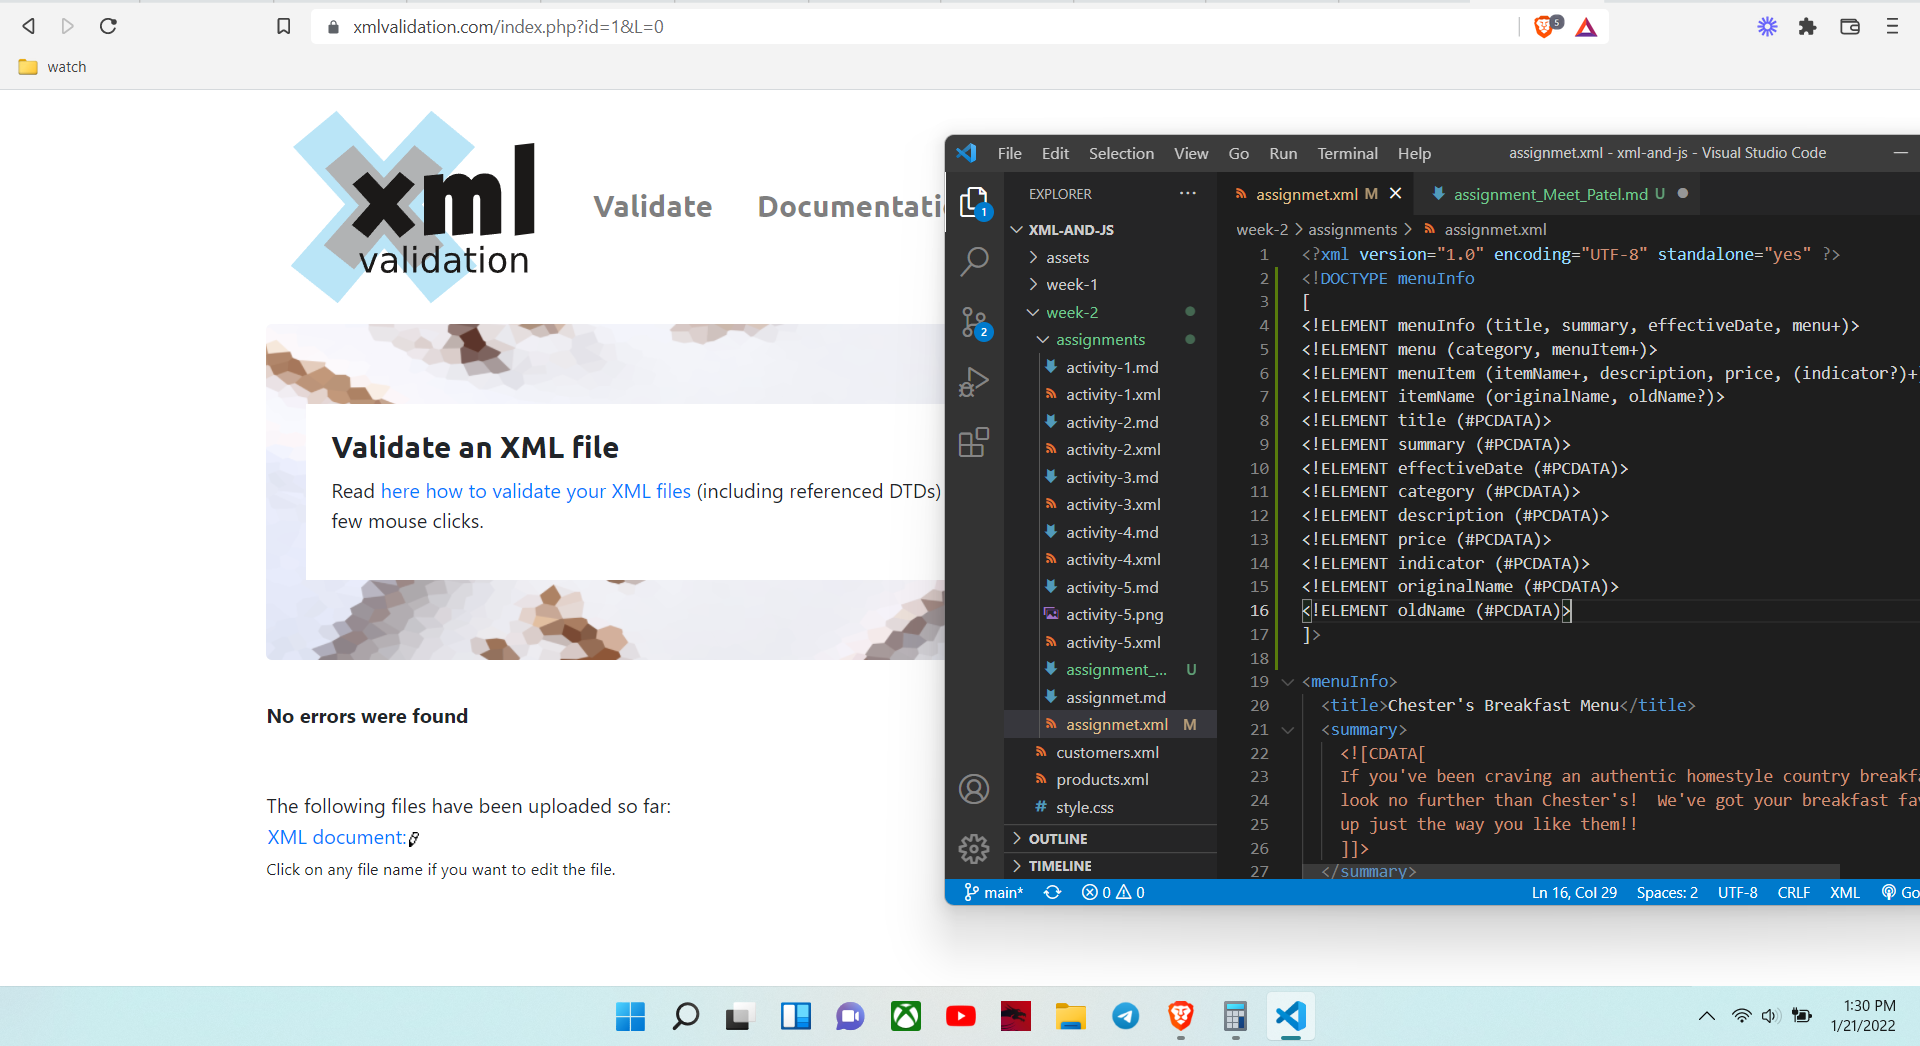 xmlvalidation.com/index.php?id=1&L=0
5
watch
xml
validation
Validate
Documentati
Validate an XML file
Read here how to validate your XML files (including referenced DTDs)
few mouse clicks.
No errors were found
The following files have been uploaded so far:
XML document:
Click on any file name if you want to edit the file.
File Edit Selection View Go Run Terminal Help
assignmet.xml - xml-and-js - Visual Studio Code
1
2
EXPLORER
XML-AND-JS
assets
week-1
week-2
assignments
activity-1.md
activity-1.xml
activity-2.md
activity-2.xml
activity-3.md
activity-3.xml
activity-4.md
activity-4.xml
activity-5.md
activity-5.png
activity-5.xml
assignment_... U
assignmet.md
assignmet.xml M
customers.xml
products.xml
# style.css
OUTLINE
TIMELINE
assignmet.xml M
assignment_Meet_Patel.md U
week-2 > assignments > assignmet.xml
1 <?xml version="1.0" encoding="UTF-8" standalone="yes" ?>
2 <!DOCTYPE menuInfo
3 [
4 <!ELEMENT menuInfo (title, summary, effectiveDate, menu+)>
5 <!ELEMENT menu (category, menuItem+)>
6 <!ELEMENT menuItem (itemName+, description, price, (indicator?)+
7 <!ELEMENT itemName (originalName, oldName?)>
8 <!ELEMENT title (#PCDATA)>
9 <!ELEMENT summary (#PCDATA)>
10 <!ELEMENT effectiveDate (#PCDATA)>
11 <!ELEMENT category (#PCDATA)>
12 <!ELEMENT description (#PCDATA)>
13 <!ELEMENT price (#PCDATA)>
14 <!ELEMENT indicator (#PCDATA)>
15 <!ELEMENT originalName (#PCDATA)>
16 <!ELEMENT oldName (#PCDATA)>
17 ]>
18
19 <menuInfo>
20 <title>Chester's Breakfast Menu</title>
21 <summary>
22 <![CDATA[
23 If you've been craving an authentic homestyle country breakf
24 look no further than Chester's! We've got your breakfast fa
25 up just the way you like them!!
26 ]]>
27 </summary>
main* 0 0
Ln 16, Col 29 Spaces: 2 UTF-8 CRLF XML Go
1:30 PM
1/21/2022